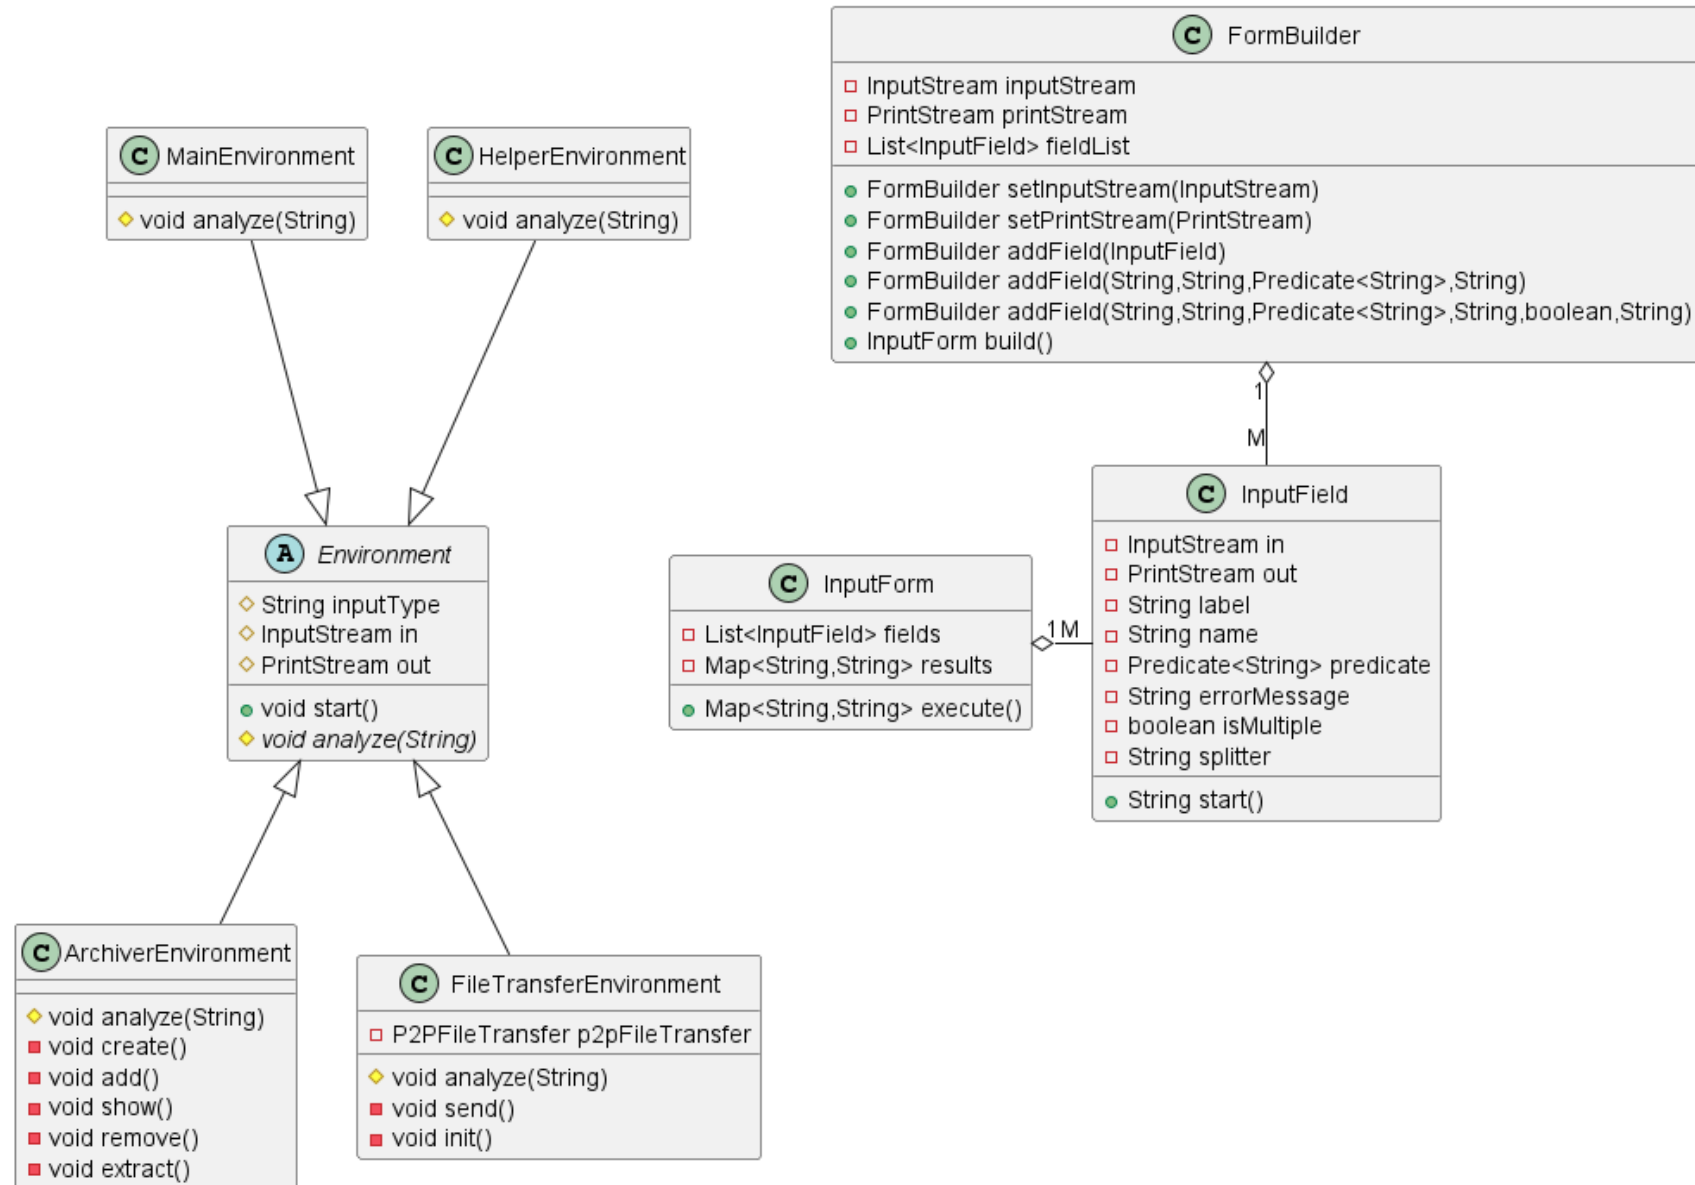 C FormBuilder
InputStream inputStream
PrintStream printStream
List<InputField> fieldList
FormBuilder setInputStream(InputStream)
FormBuilder setPrintStream(PrintStream)
FormBuilder addField(InputField)
FormBuilder addField(String,String,Predicate<String>,String)
FormBuilder addField(String,String,Predicate<String>,String,boolean,String)
InputForm build()
C MainEnvironment
void analyze(String)
C HelperEnvironment
void analyze(String)
1
M
A Environment
String inputType
InputStream in
PrintStream out
void start()
void analyze(String)
C InputForm
List<InputField> fields
Map<String,String> results
Map<String,String> execute()
1 M
C InputField
InputStream in
PrintStream out
String label
String name
Predicate<String> predicate
String errorMessage
boolean isMultiple
String splitter
String start()
C ArchiverEnvironment
void analyze(String)
void create()
void add()
void show()
void remove()
void extract()
C FileTransferEnvironment
P2PFileTransfer p2pFileTransfer
void analyze(String)
void send()
void init()